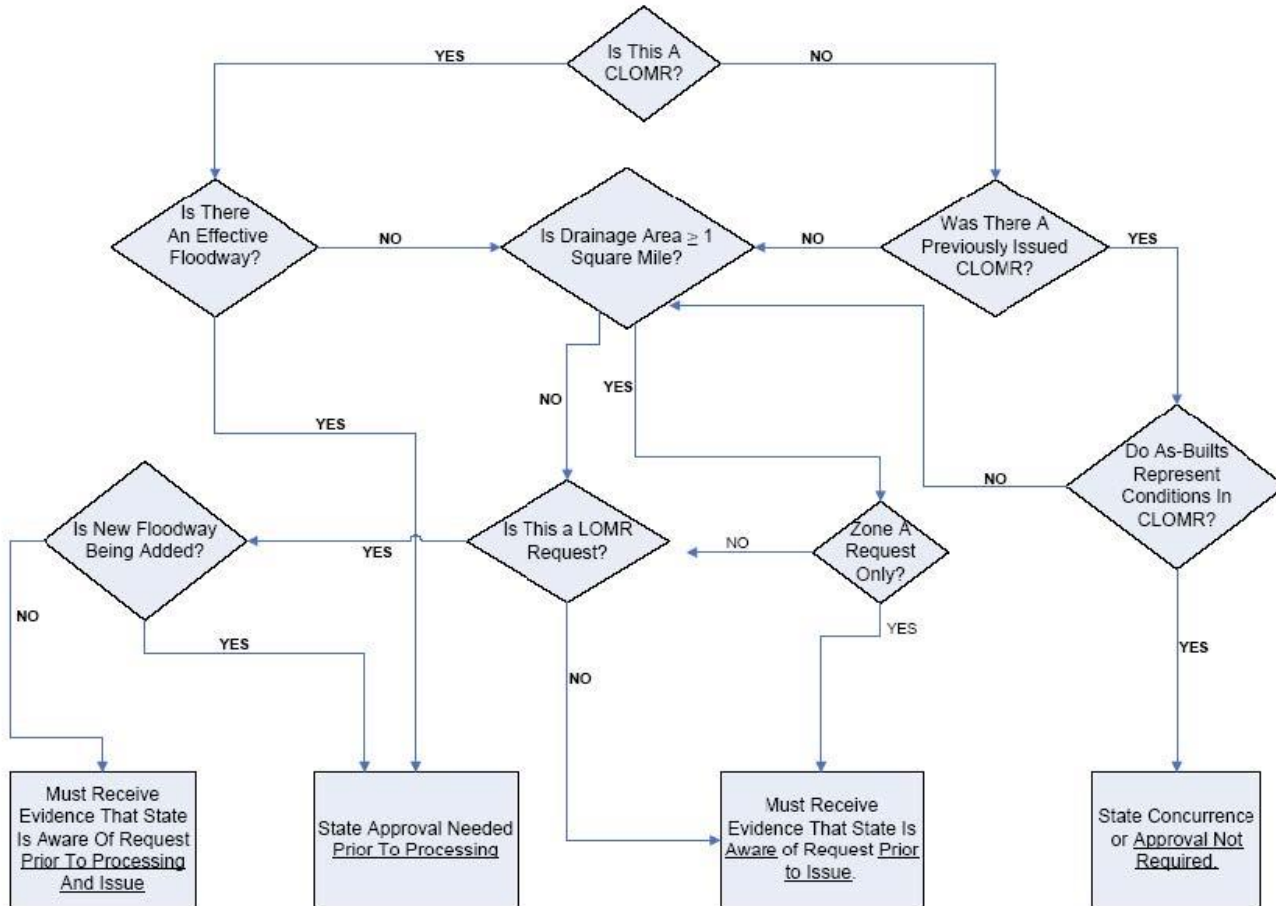 Is This A
CLOMR?
YES
NO
Is There
An Effective
Floodway?
NO
Is Drainage Area ≥ 1
Square Mile?
NO
Was There A
Previously Issued
CLOMR?
YES
NO
YES
YES
Do As-Builts
Represent
Conditions In
CLOMR?
NO
Is New Floodway
Being Added?
YES
Is This a LOMR
Request?
NO
Zone A
Request
Only?
NO
YES
NO
YES
YES
Must Receive
Evidence That State
Is Aware Of Request
Prior To Processing
And Issue
State Approval Needed
Prior To Processing
Must Receive
Evidence That State Is
Aware of Request Prior
to Issue.
State Concurrence
or Approval Not
Required.